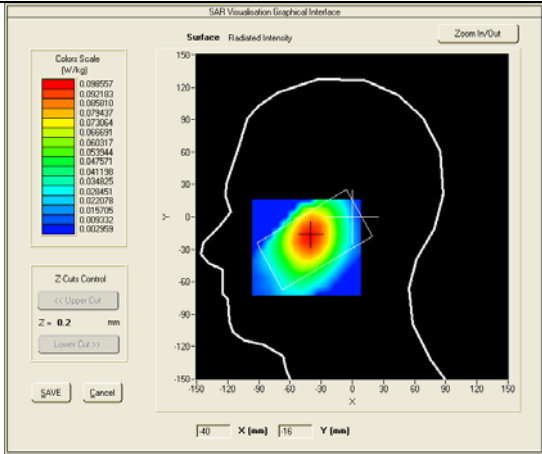 SAR Visualisation Graphical Interface
Surface Radiated Intensity
Zoom In/Out
Colors Scale
(W/kg)
0.098557
0.092183
0.085810
0.079437
0.073064
0.066691
0.060317
0.053944
0.047571
0.041198
0.034825
0.028451
0.022078
0.015705
0.009332
0.002959
Z Cuts Control
<< Upper Cut
Z = 0.2 mm
Lower Cut >>
SAVE Cancel
150
120
90
60
30
0
-30
-60
-90
-120
-150
Y
-150 -120 -90 -60 -30 0 30 60 90 120 150
X
-40 X (mm) -16 Y (mm)